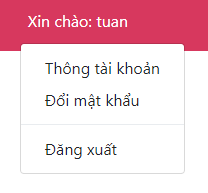 Xin chào: tuan
Thông tài khoản
Đổi mật khẩu
Đăng xuất